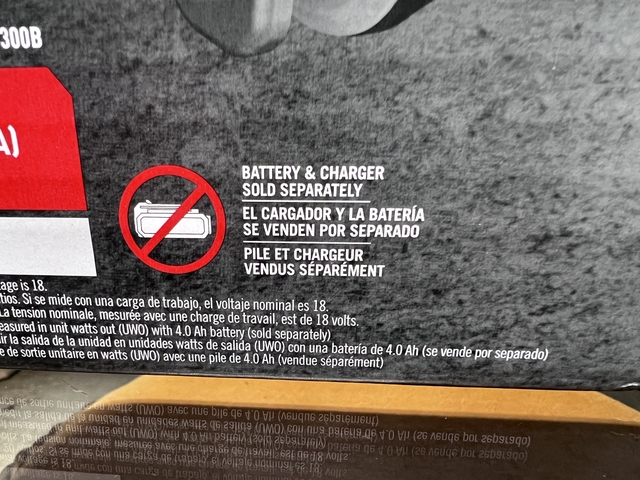 300B
A)
BATTERY & CHARGER
SOLD SEPARATELY
EL CARGADOR Y LA BATERÍA
SE VENDEN POR SEPARADO
PILE ET CHARGEUR
VENDUS SÉPARÉMENT
tage is 18.
tios. Si se mide con una carga de trabajo, el voltaje nominal es 18.
La tension nominale, mesurée avec une charge de travail, est de 18 volts.
easured in unit watts out (UWO) with 4.0 Ah battery (sold separately)
ir la salida de la unidad en unidades watts de salida (UWO) con una batería de 4.0 Ah (se vende por separado)
e de sortie unitaire en watts (UWO) avec une pile de 4.0 Ah (vendue séparément)